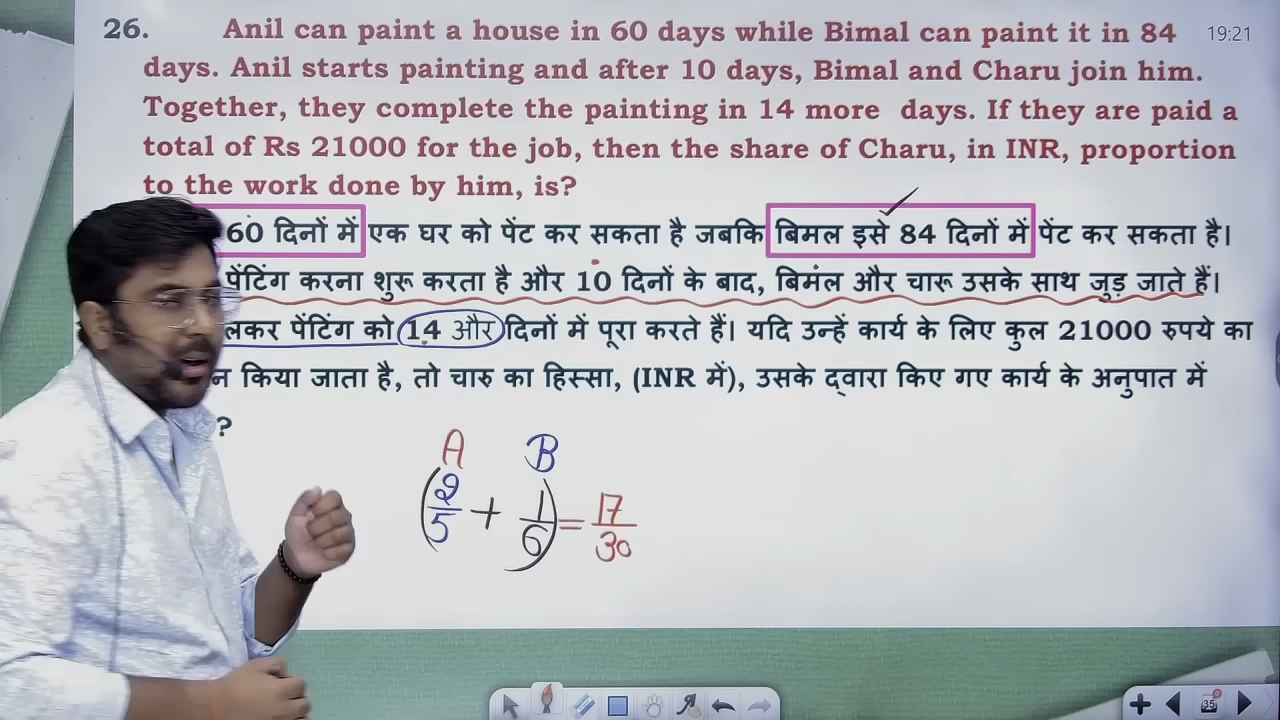 26. Anil can paint a house in 60 days while Bimal can paint it in 84
19:21
days. Anil starts painting and after 10 days, Bimal and Charu join him.
Together, they complete the painting in 14 more days. If they are paid a
total of Rs 21000 for the job, then the share of Charu, in INR, proportion
to the work done by him, is?
60 दिनों में एक घर को पेंट कर सकता है जबकि बिमल इसे 84 दिनों में पेंट कर सकता है।
पेंटिंग करना शुरू करता है और 10 दिनों के बाद, बिमल और चारू उसके साथ जुड़ जाते हैं।
लकर पेंटिंग को 14 और दिनों में पूरा करते हैं। यदि उन्हें कार्य के लिए कुल 21000 रुपये का
न किया जाता है, तो चारु का हिस्सा, (INR में), उसके द्वारा किए गए कार्य के अनुपात में
?
A B
(2/5 + 1/6) = 17/30
35